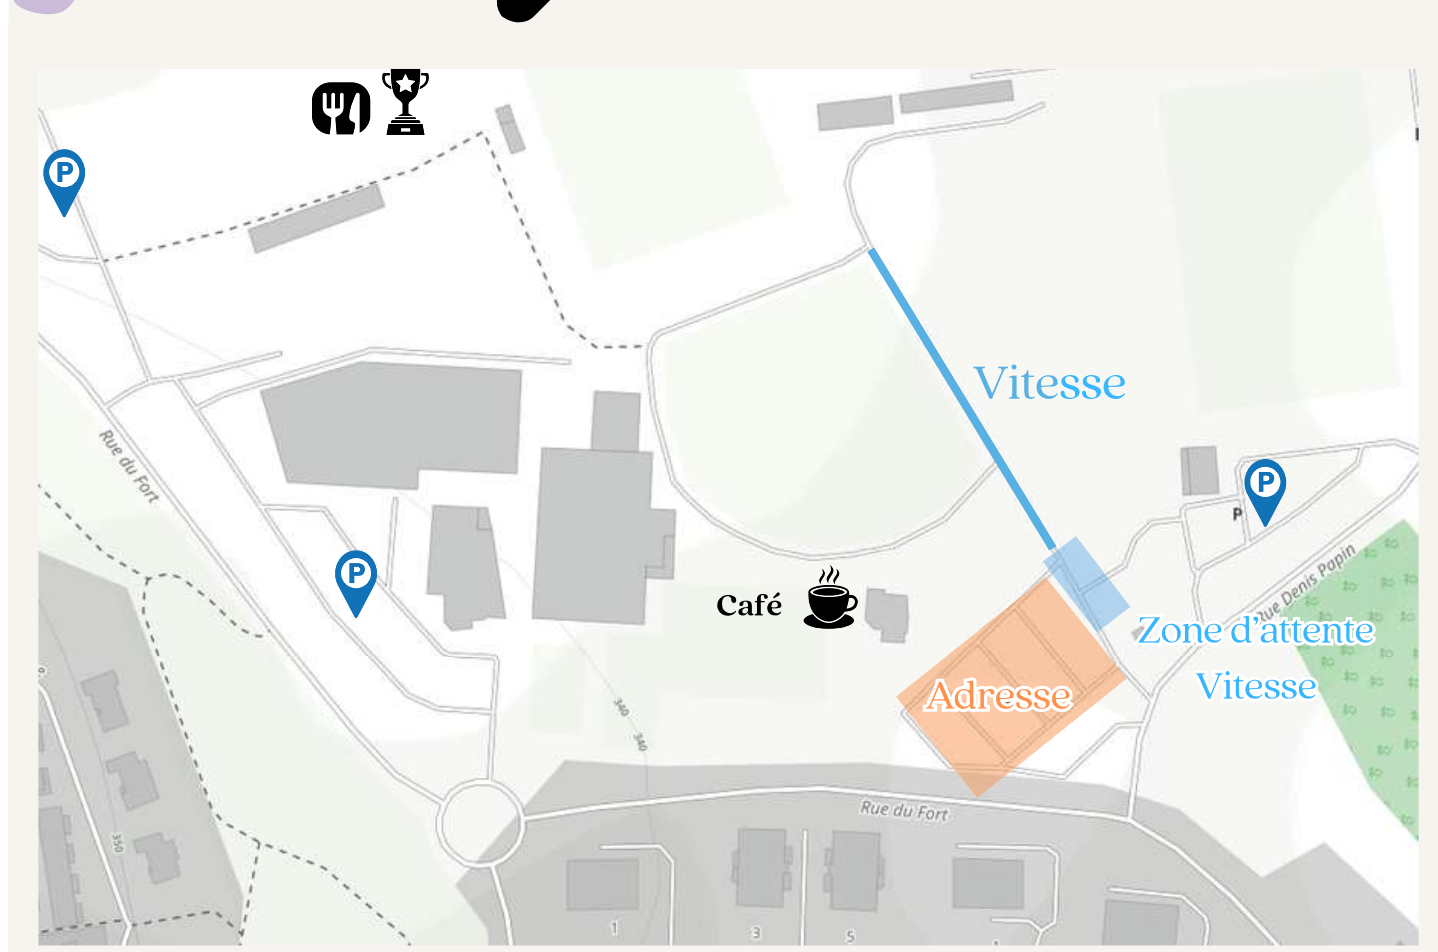 P
Vitesse
Rue du Fort
P
P
Rue Denis Papin
P
Café
Zone d'attente
Vitesse
Adresse
340
340
Rue du Fort
350
1
3
5